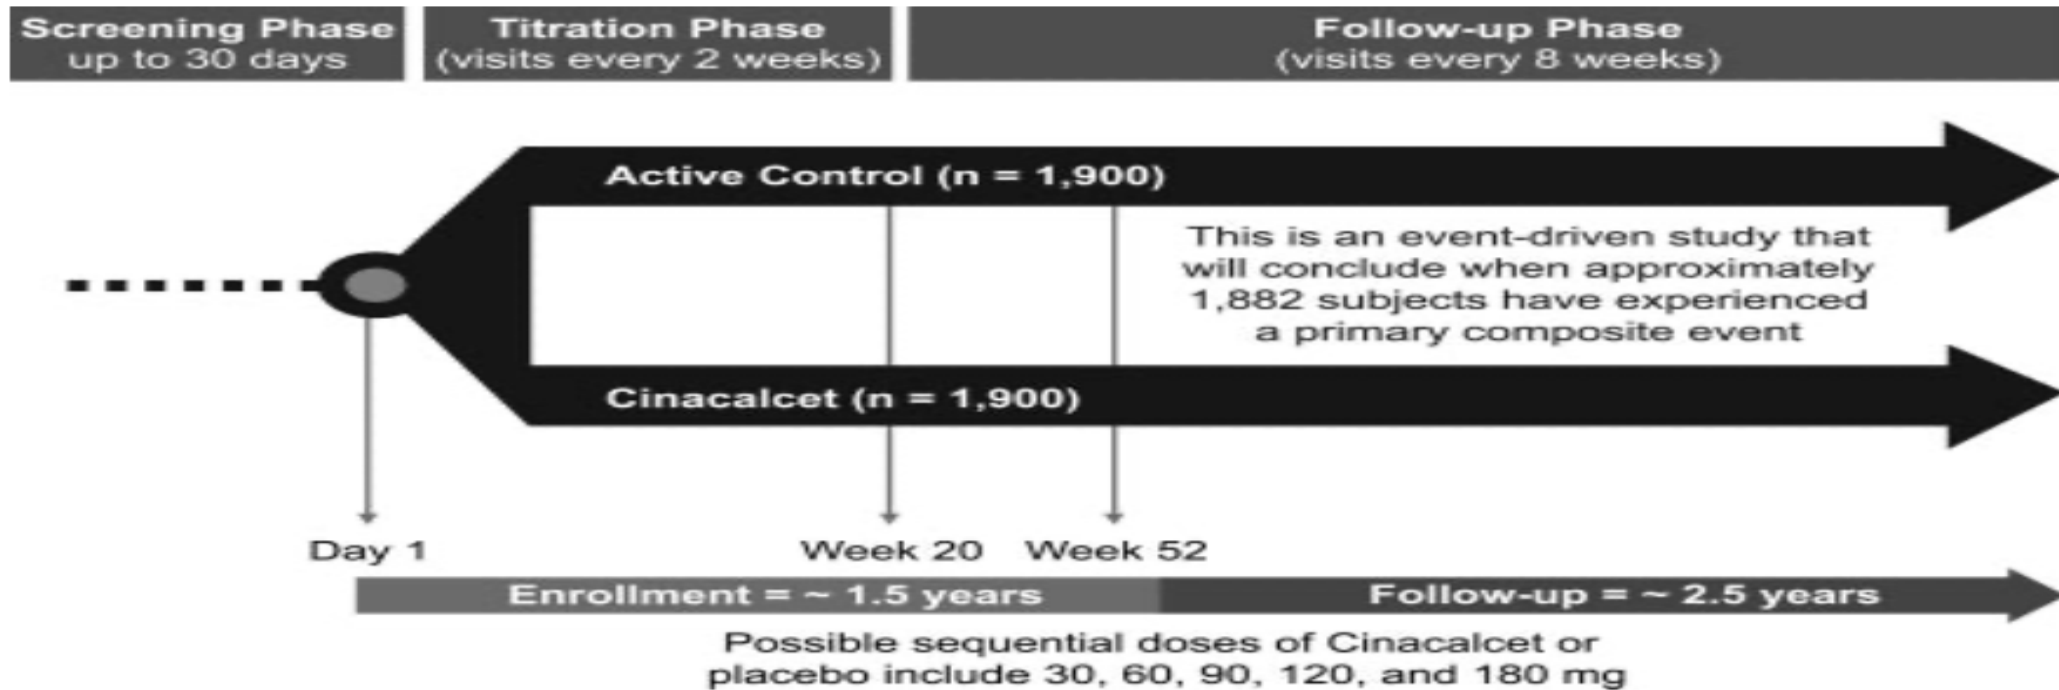 Screening Phase
up to 30 days
Titration Phase
(visits every 2 weeks)
Follow-up Phase
(visits every 8 weeks)
Active Control (n = 1,900)
This is an event-driven study that
will conclude when approximately
1,882 subjects have experienced
a primary composite event
Cinacalcet (n = 1,900)
Day 1
Week 20
Week 52
Enrollment = ~ 1.5 years
Follow-up = ~ 2.5 years
Possible sequential doses of Cinacalcet or
placebo include 30, 60, 90, 120, and 180 mg